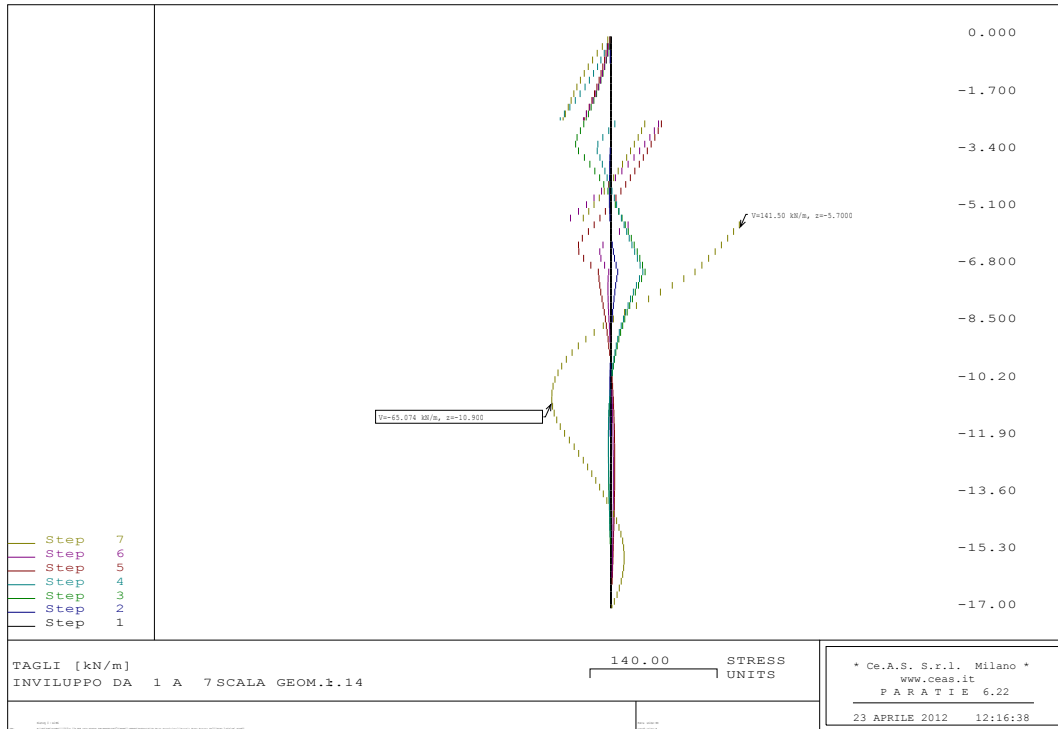 0.000
-1.700
-3.400
-5.100
V=141.50 kN/m, z=-5.7000
-6.800
-8.500
-10.20
V=-65.074 kN/m, z=-10.900
-11.90
-13.60
-15.30
-17.00
Step 7
Step 6
Step 5
Step 4
Step 3
Step 2
Step 1
TAGLI [kN/m]
INVILUPPO DA 1 A 7 SCALA GEOM.1:14
140.00 STRESS UNITS
* Ce.A.S. S.r.l. Milano *
www.ceas.it
P A R A T I E 6.22
23 APRILE 2012 12:16:38